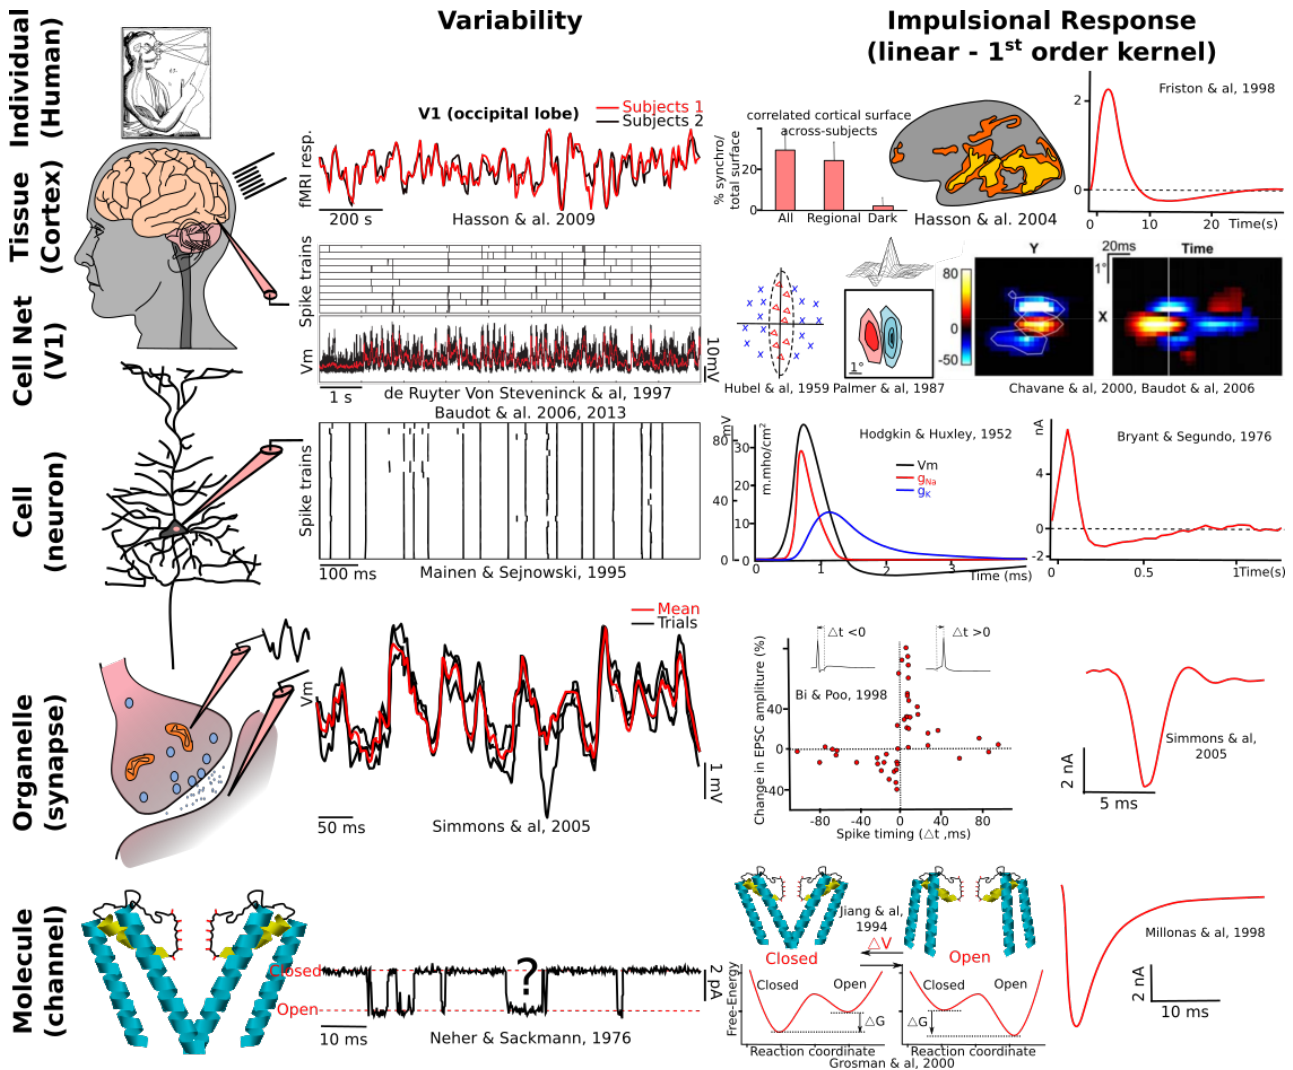 Variability
Impulsional Response
(linear - 1st order kernel)
Individual
(Human)
V1 (occipital lobe)
Subjects 1
Subjects 2
fMRI resp.
200 s
Hasson & al. 2009
correlated cortical surface
across-subjects
% synchro/
total surface
20
0
All
Regional
Dark
Hasson & al. 2004
Friston & al, 1998
2
0
0
10
20
Time(s)
Tissue
(Cortex)
Spike trains
Vm
10mV
1 s
de Ruyter Von Steveninck & al, 1997
Baudot & al. 2006, 2013
Hubel & al, 1959
1°
Palmer & al, 1987
80
40
0
-50
Y
20ms
1°
Time
X
Chavane & al, 2000, Baudot & al, 2006
Cell Net
(V1)
Cell
(neuron)
Spike trains
100 ms
Mainen & Sejnowski, 1995
mV
80
60
40
20
0
m.mho/cm²
30
20
10
0
Hodgkin & Huxley, 1952
Vm
gNa
gK
0
1
2
3
Time (ms)
nA
4
0
-2
Bryant & Segundo, 1976
0
0.5
1
Time(s)
Organelle
(synapse)
Mean
Trials
Vm
1 mV
50 ms
Simmons & al, 2005
Change in EPSC ampliture (%)
△t <0
△t >0
Bi & Poo, 1998
40
0
-40
-80
-40
0
40
80
Spike timing (△t ,ms)
Simmons & al,
2005
2 nA
5 ms
Molecule
(channel)
Closed
Open
?
2 pA
10 ms
Neher & Sackmann, 1976
Jiang & al,
1994
△V
Closed
Open
Free-Energy
Closed
Open
△G
Closed
Open
△G
Reaction coordinate
Reaction coordinate
Grosman & al, 2000
Millonas & al, 1998
2 nA
10 ms